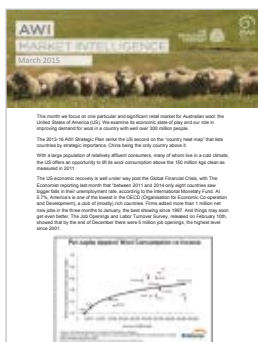 AWI
MARKET INTELLIGENCE
March 2015
This month we focus on one particular and significant retail market for Australian wool: the
United States of America (US). We examine its economic state of play and our role in
improving demand for wool in a country with well over 300 million people.
The 2013-16 AWI Strategic Plan ranks the US second on the "country heat map" that lists
countries by strategic importance, China being the only country above it.
With a large population of relatively affluent consumers, many of whom live in a cold climate,
the US offers an opportunity to lift its wool consumption above the 100 million kgs clean as
measured in 2011.
The US economic recovery is well under way post the Global Financial Crisis, with The
Economist reporting last month that "between 2011 and 2014 only eight countries saw
bigger falls in their unemployment rate, according to the International Monetary Fund. At
5.7%, America's is one of the lowest in the OECD (Organisation for Economic Co-operation
and Development), a club of (mostly) rich countries. Firms added more than 1 million net
new jobs in the three months to January, the best showing since 1997. And things may soon
get even better. The Job Openings and Labor Turnover Survey, released on February 10th,
showed that by the end of December there were 5 million job openings, the highest level
since 2001.
Per capita Apparel Wool Consumption vs Income